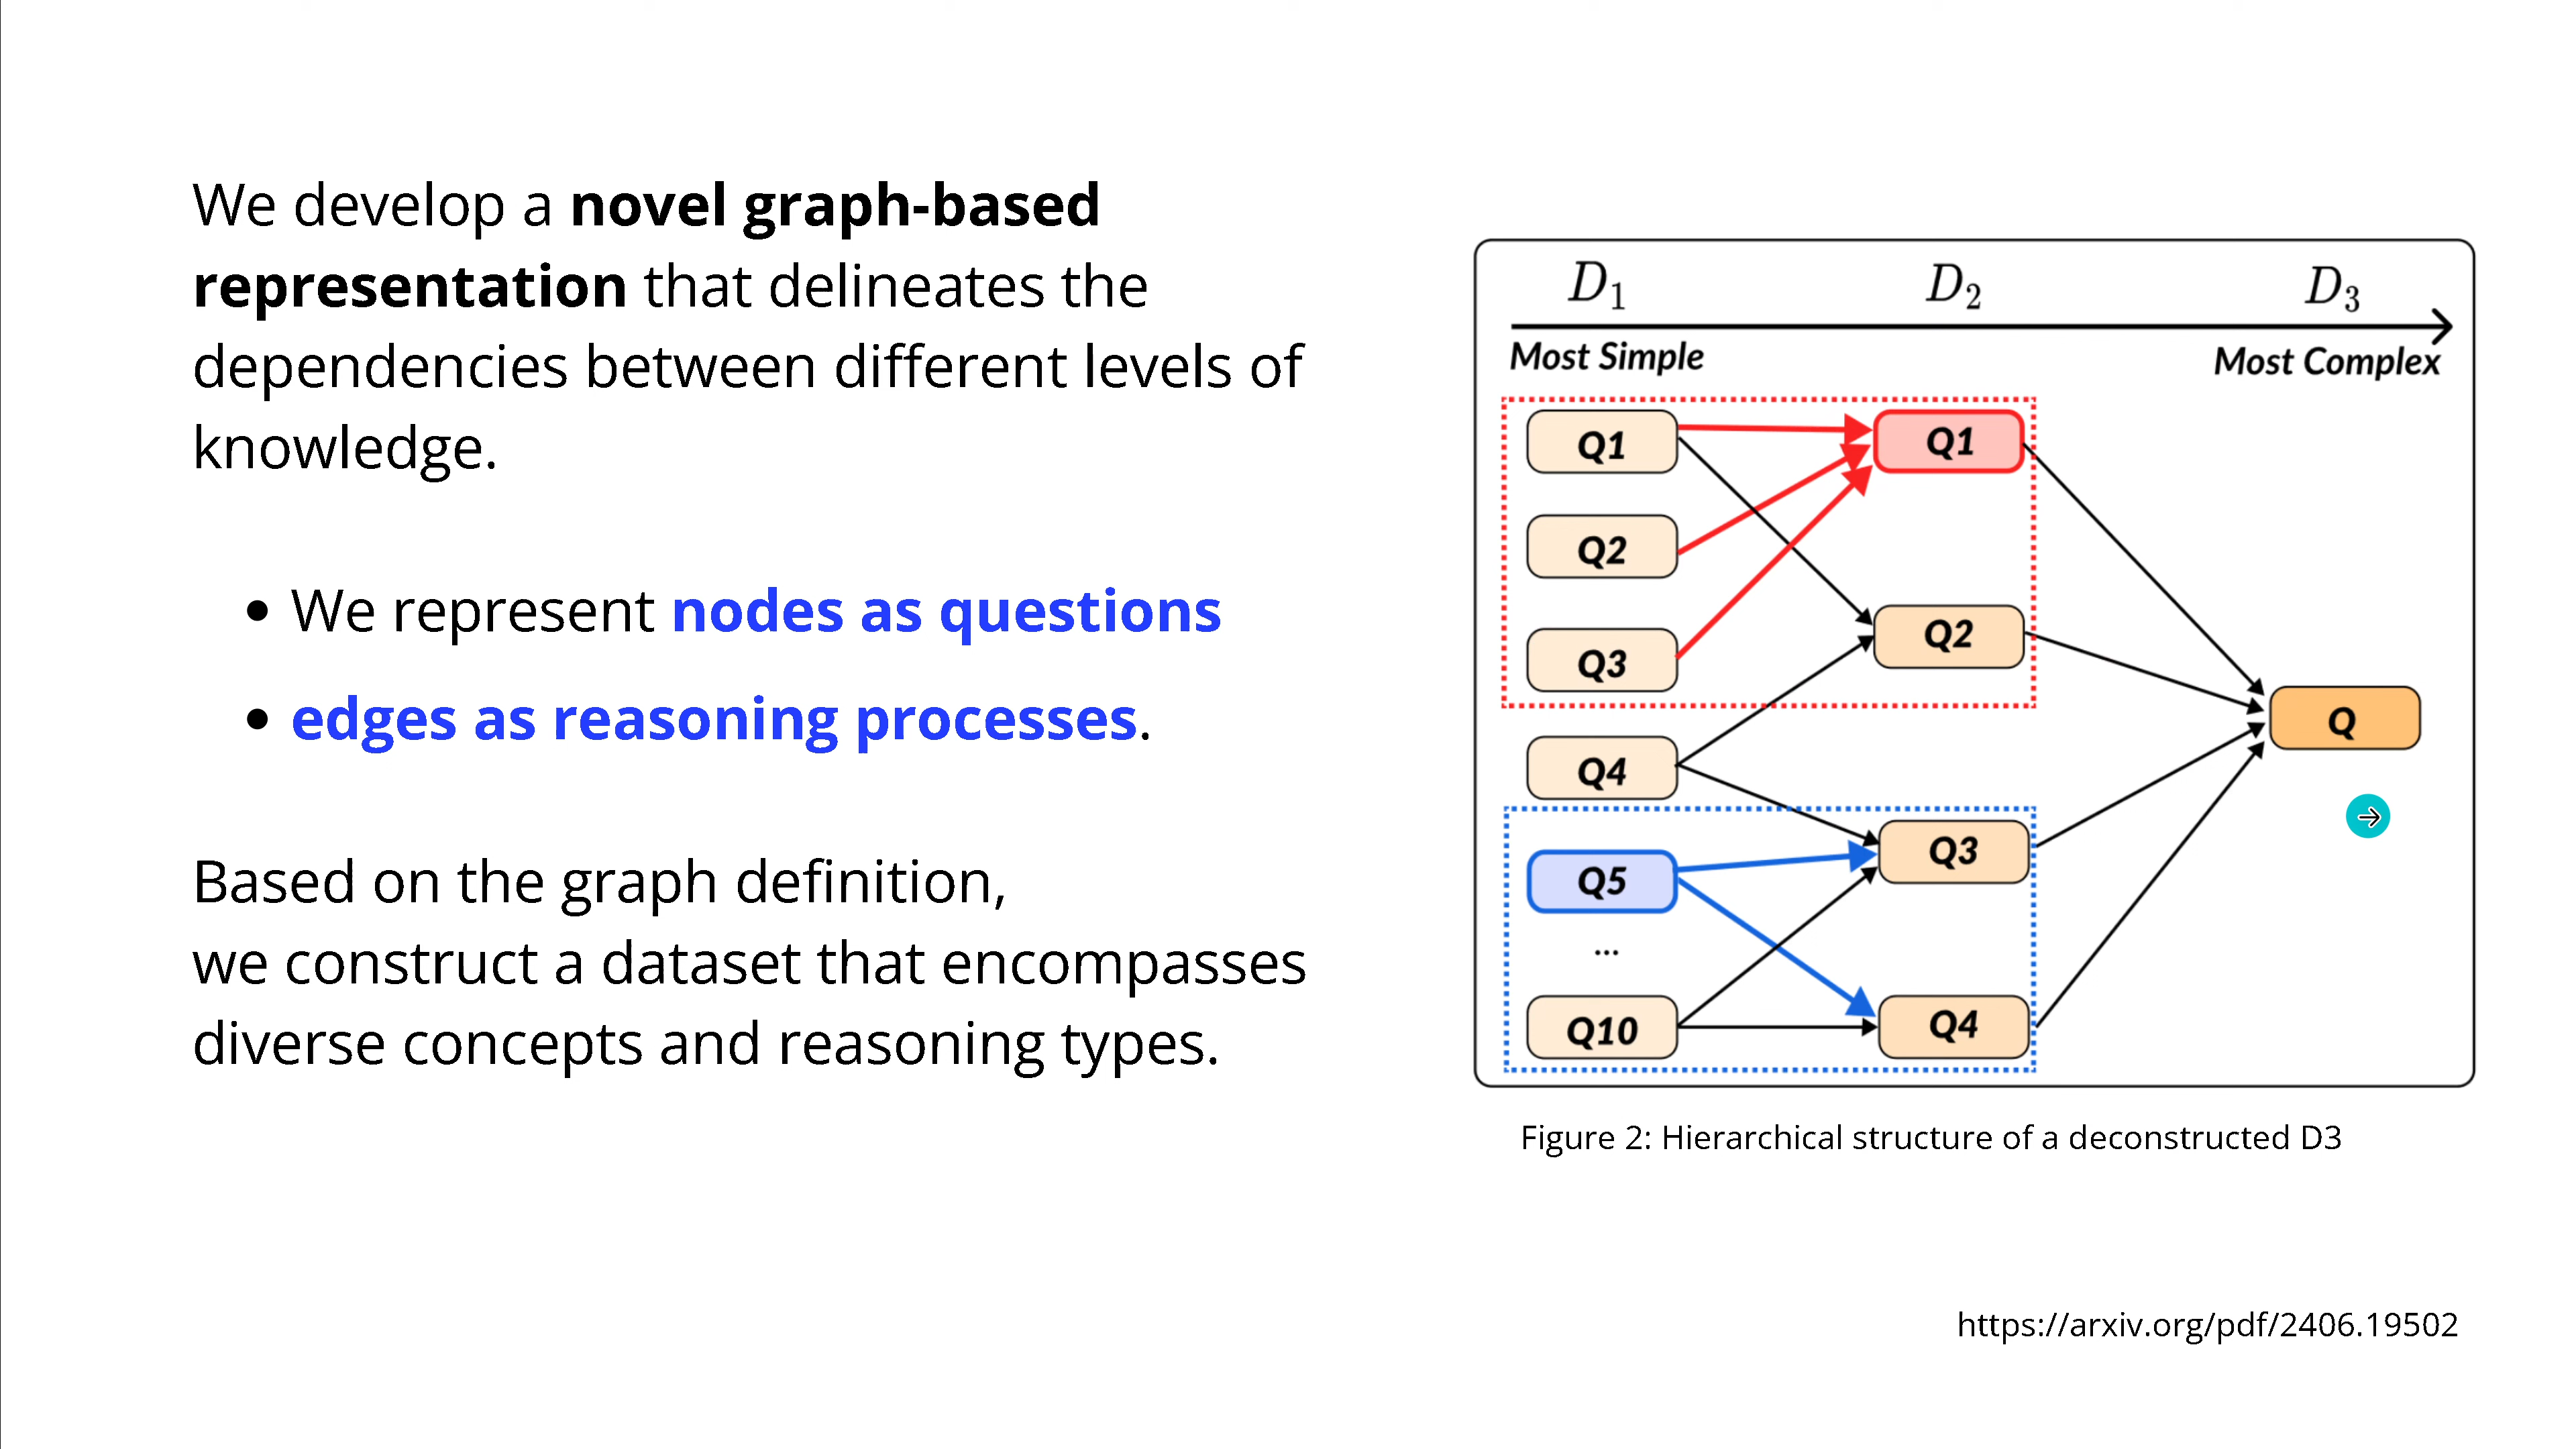 We develop a novel graph-based
representation that delineates the
dependencies between different levels of
knowledge.
• We represent nodes as questions
• edges as reasoning processes.
Based on the graph definition,
we construct a dataset that encompasses
diverse concepts and reasoning types.
D1 D2 D3
Most Simple Most Complex
Q1 Q1
Q2
Q2
Q3
Q
Q4
Q3
Q5
...
Q10 Q4
Figure 2: Hierarchical structure of a deconstructed D3
https://arxiv.org/pdf/2406.19502